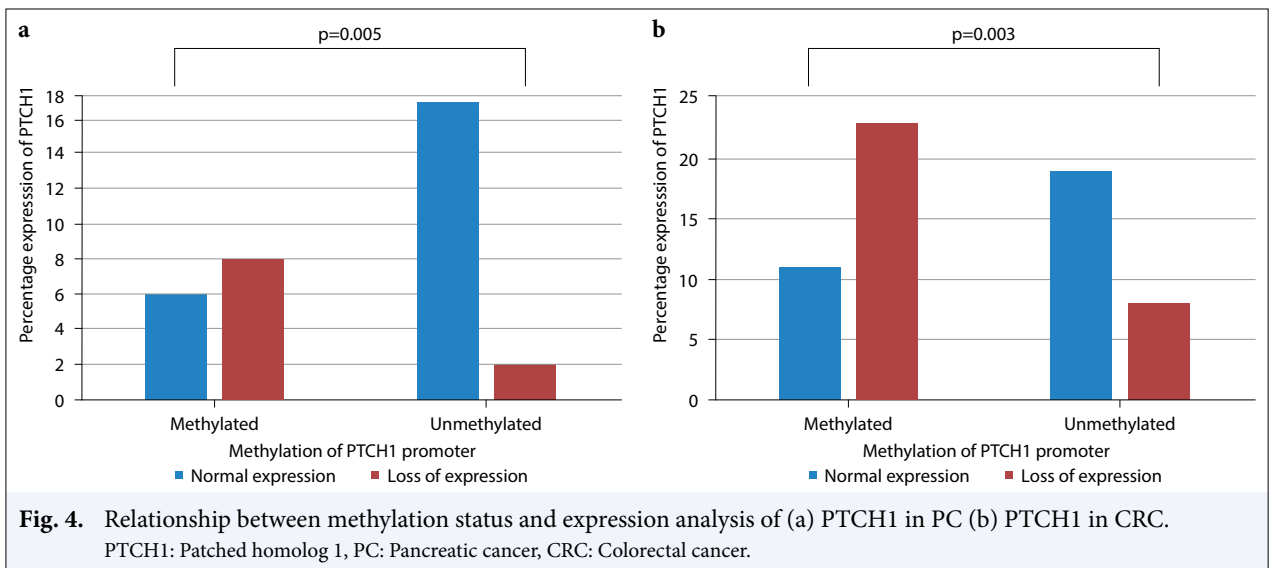 a
p=0.005
Percentage expresssion of PTCH1
18
16
14
12
10
8
6
4
2
0
Methylated Unmethylated
Methylation of PTCH1 promoter
Normal expression Loss of expression
b
p=0.003
Percentage expresssion of PTCH1
25
20
15
10
5
0
Methylated Unmethylated
Methylation of PTCH1 promoter
Normal expression Loss of expression
Fig. 4. Relationship between methylation status and expression analysis of (a) PTCH1 in PC (b) PTCH1 in CRC.
PTCH1: Patched homolog 1, PC: Pancreatic cancer, CRC: Colorectal cancer.